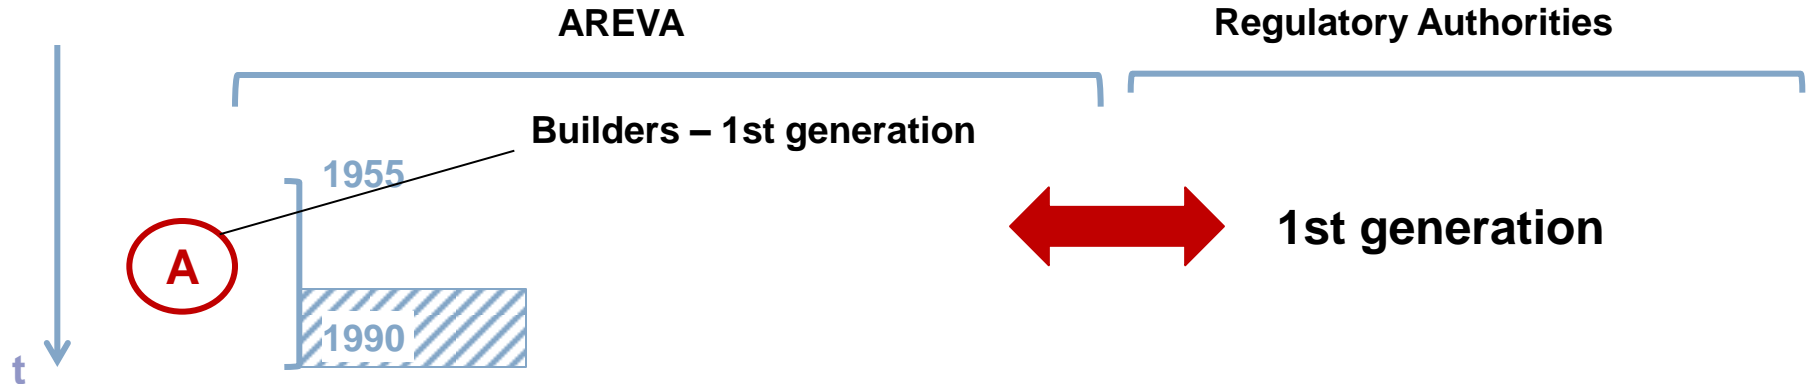 AREVA
Regulatory Authorities
Builders – 1st generation
1955
1st generation
A
1990
t